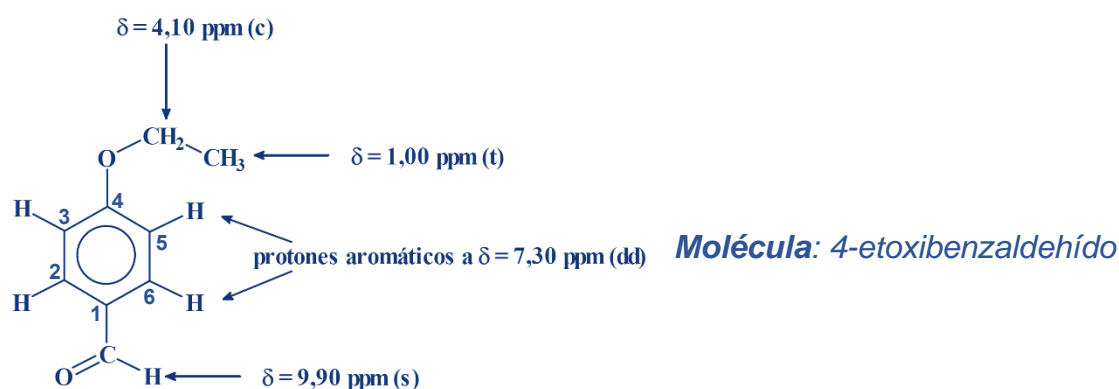 δ = 4,10 ppm (c)
CH2
O
CH3
δ = 1,00 ppm (t)
4
H
3
H
5
protones aromáticos a δ = 7,30 ppm (dd)
Molécula: 4-etoxibenzaldehído
2
6
H
1
H
C
O
H
δ = 9,90 ppm (s)